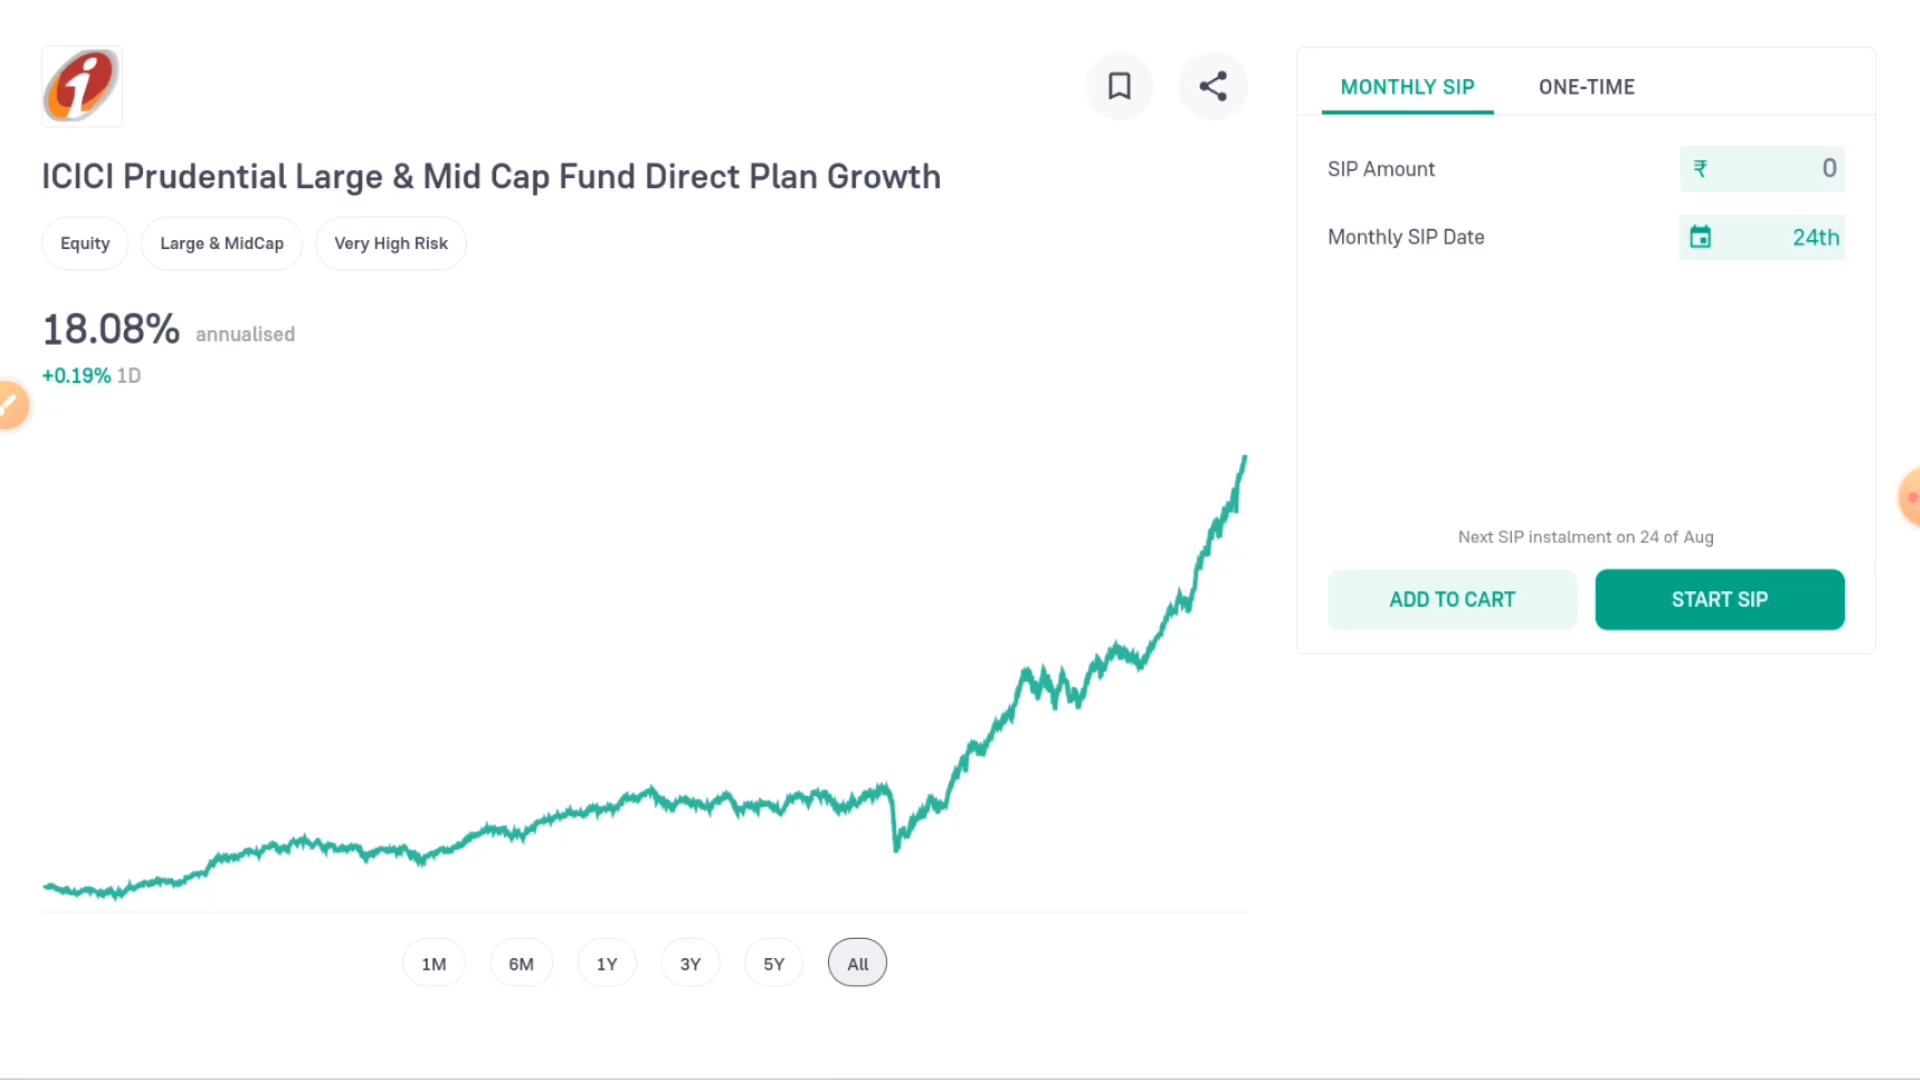 i
MONTHLY SIP ONE-TIME
ICICI Prudential Large & Mid Cap Fund Direct Plan Growth
Equity Large & MidCap Very High Risk
18.08% annualised
+0.19% 1D
SIP Amount ₹ 0
Monthly SIP Date 24th
Next SIP instalment on 24 of Aug
ADD TO CART START SIP
1M 6M 1Y 3Y 5Y All